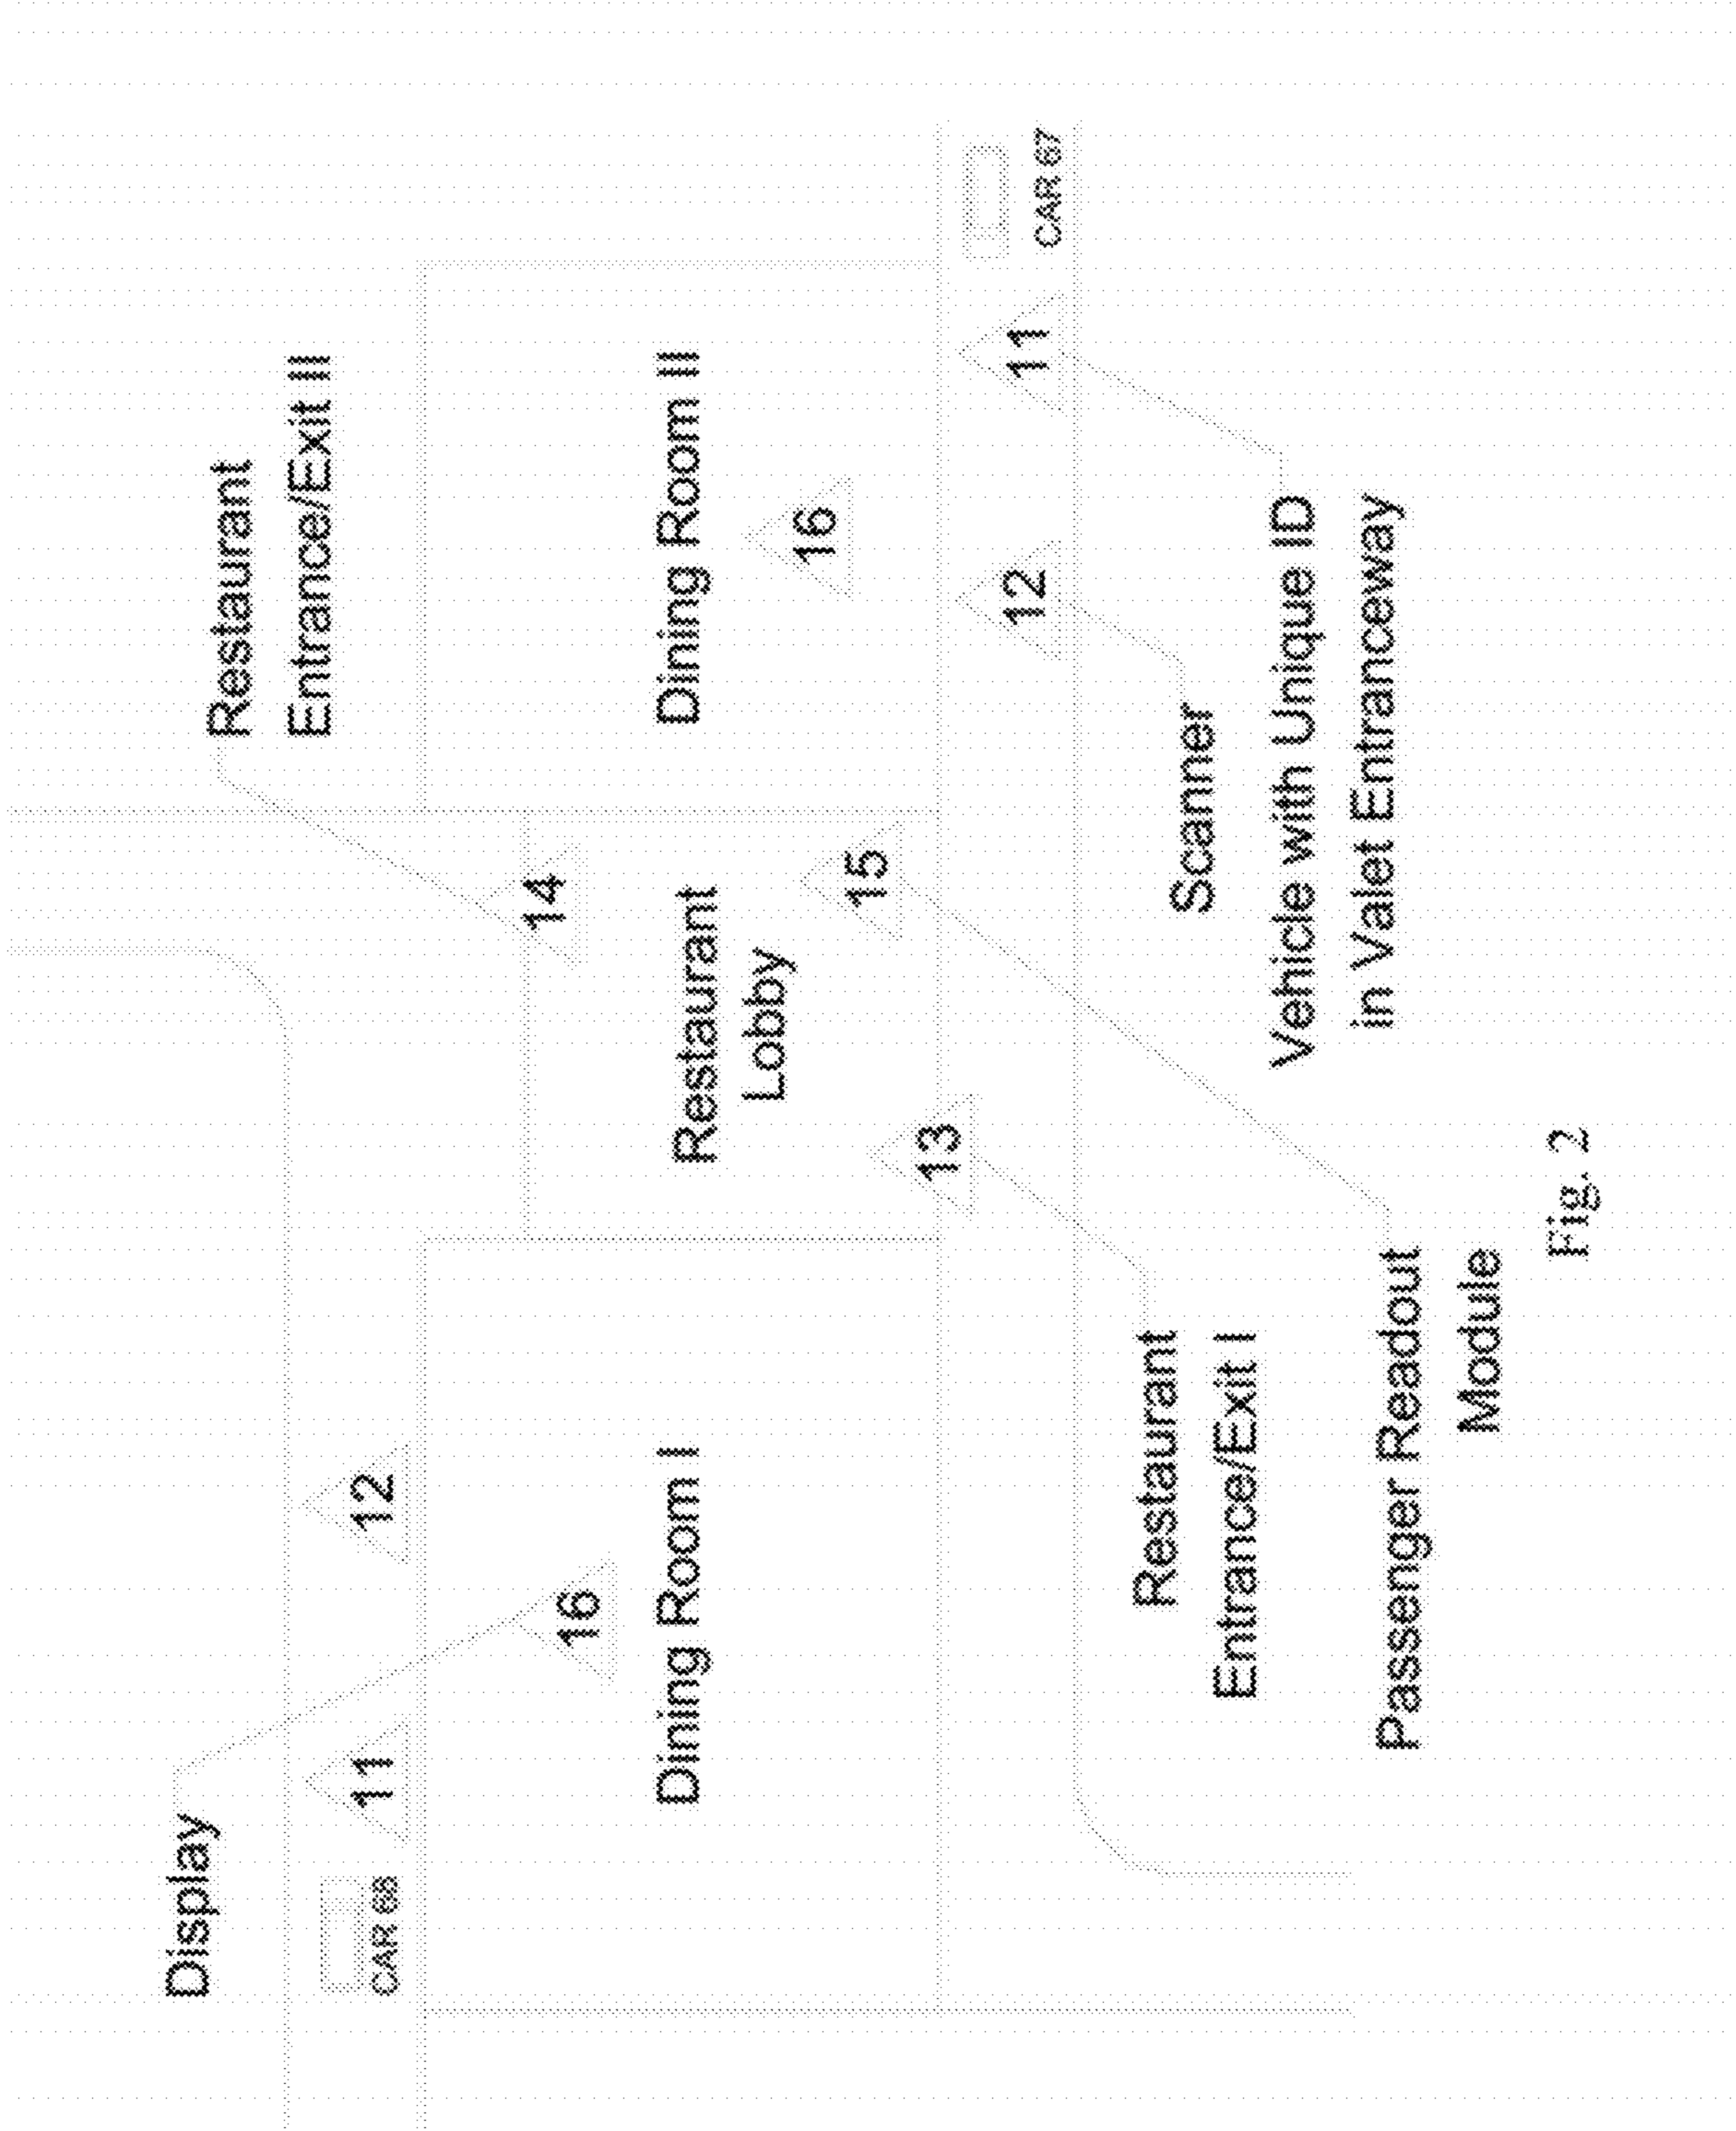 Display
Restaurant
Entrance/Exit III
CAR 68
11
12
14
16
Dining Room I
Restaurant
Lobby
Dining Room III
16
15
13
12
11
CAR 67
Restaurant
Entrance/Exit I
Scanner
Vehicle with Unique ID
in Valet Entranceway
Passenger Readout
Module
Fig. 2